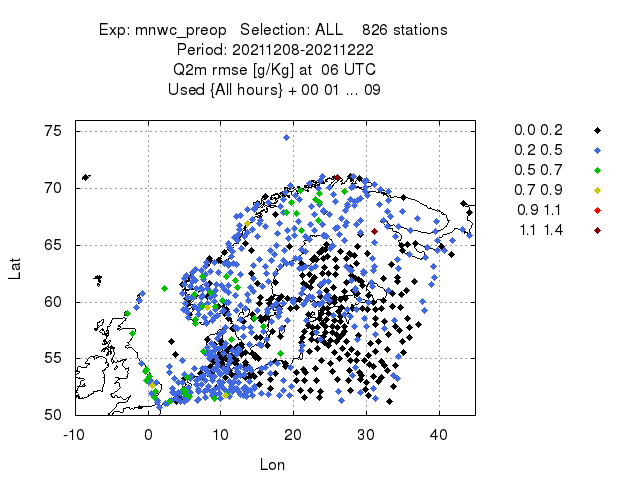 Exp: mnwc_preop   Selection: ALL    826 stations
Period: 20211208-20211222
Q2m rmse [g/Kg] at  06 UTC
Used {All hours} + 00 01 ... 09
0.0 0.2
0.2 0.5
0.5 0.7
0.7 0.9
0.9 1.1
1.1 1.4
75
70
65
60
55
50
Lat
-10 0 10 20 30 40
Lon